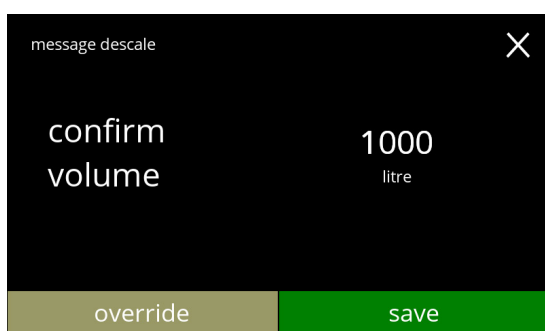 message descale
confirm
volume
1000
litre
override
save